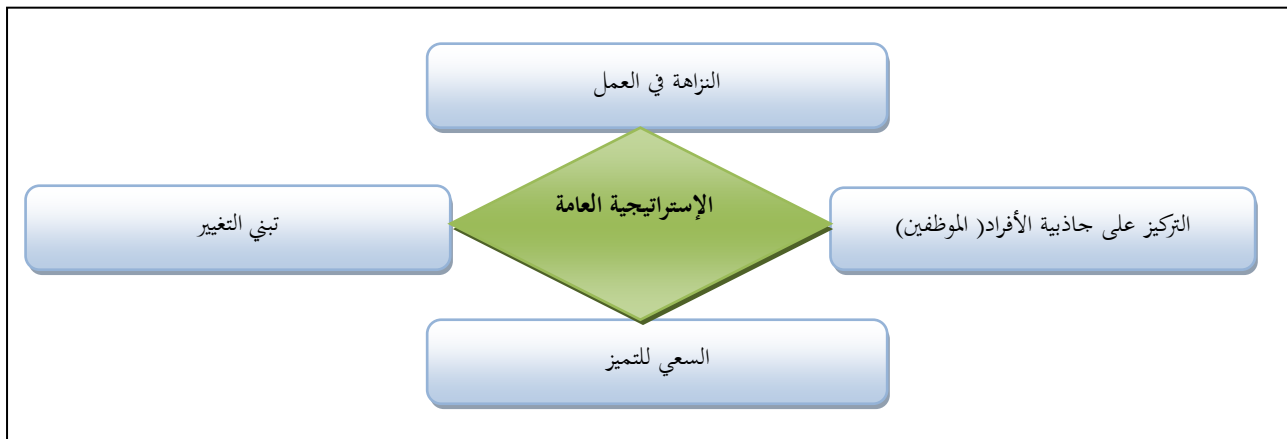 النزاهة في العمل
الإستراتيجية العامة
التركيز على جاذبية الأفراد( الموظفين)
تبني التغيير
السعي للتميز